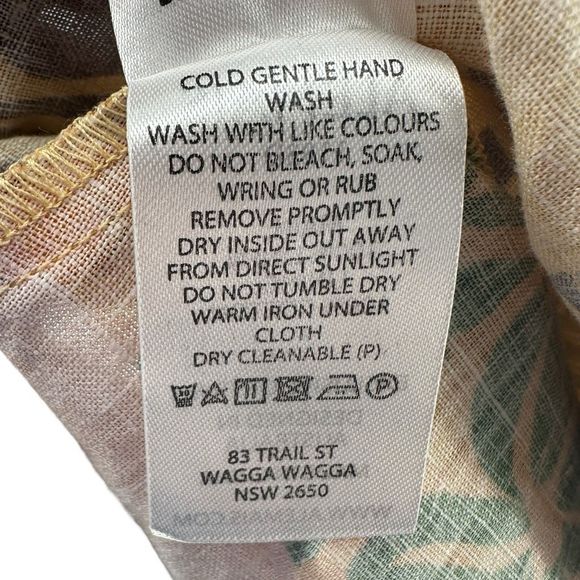 COLD GENTLE HAND
WASH
WASH WITH LIKE COLOURS
DO NOT BLEACH, SOAK,
WRING OR RUB
REMOVE PROMPTLY
DRY INSIDE OUT AWAY
FROM DIRECT SUNLIGHT
DO NOT TUMBLE DRY
WARM IRON UNDER
CLOTH
DRY CLEANABLE (P)
P
83 TRAIL ST
WAGGA WAGGA
NSW 2650